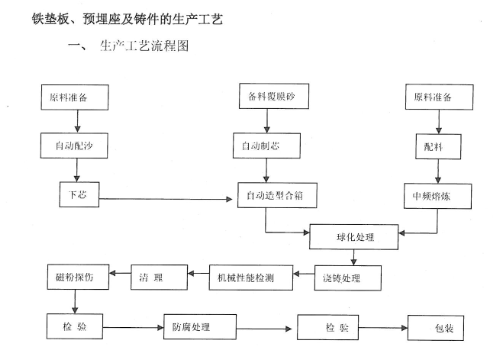 铁垫板、预埋座及铸件的生产工艺
一、 生产工艺流程图
原料准备 备料覆膜砂 原料准备
自动配沙 自动制芯 配料
下芯 自动造型合箱 中频熔炼
球化处理
磁粉探伤 清 理 机械性能检测 浇铸处理
检 验 防腐处理 检 验 包装